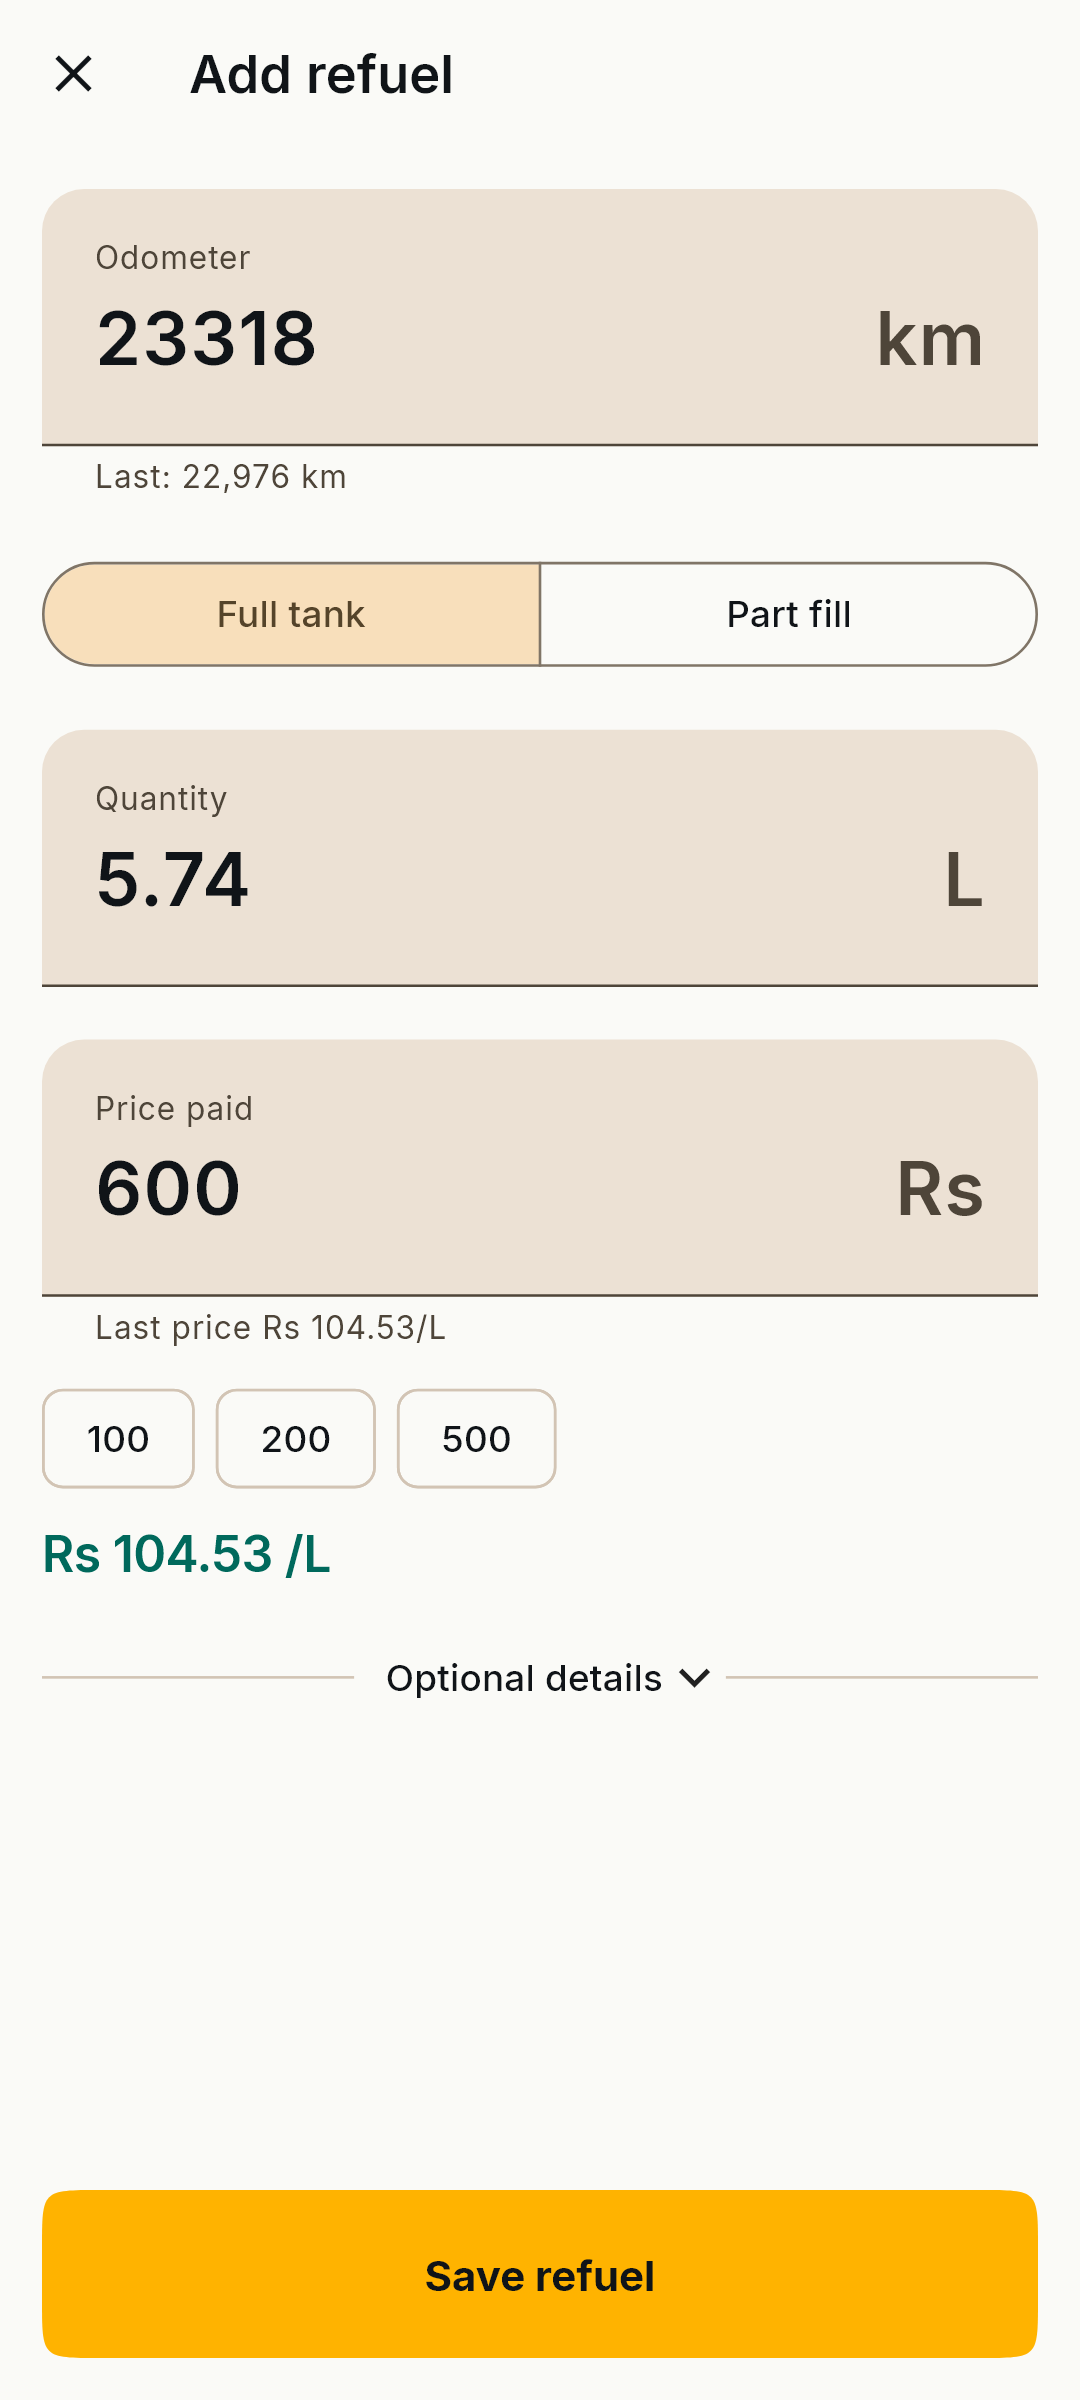 Add refuel
Odometer
23318 km
Last: 22,976 km
Full tank Part fill
Quantity
5.74 L
Price paid
600 Rs
Last price Rs 104.53/L
100 200 500
Rs 104.53 /L
Optional details
Save refuel